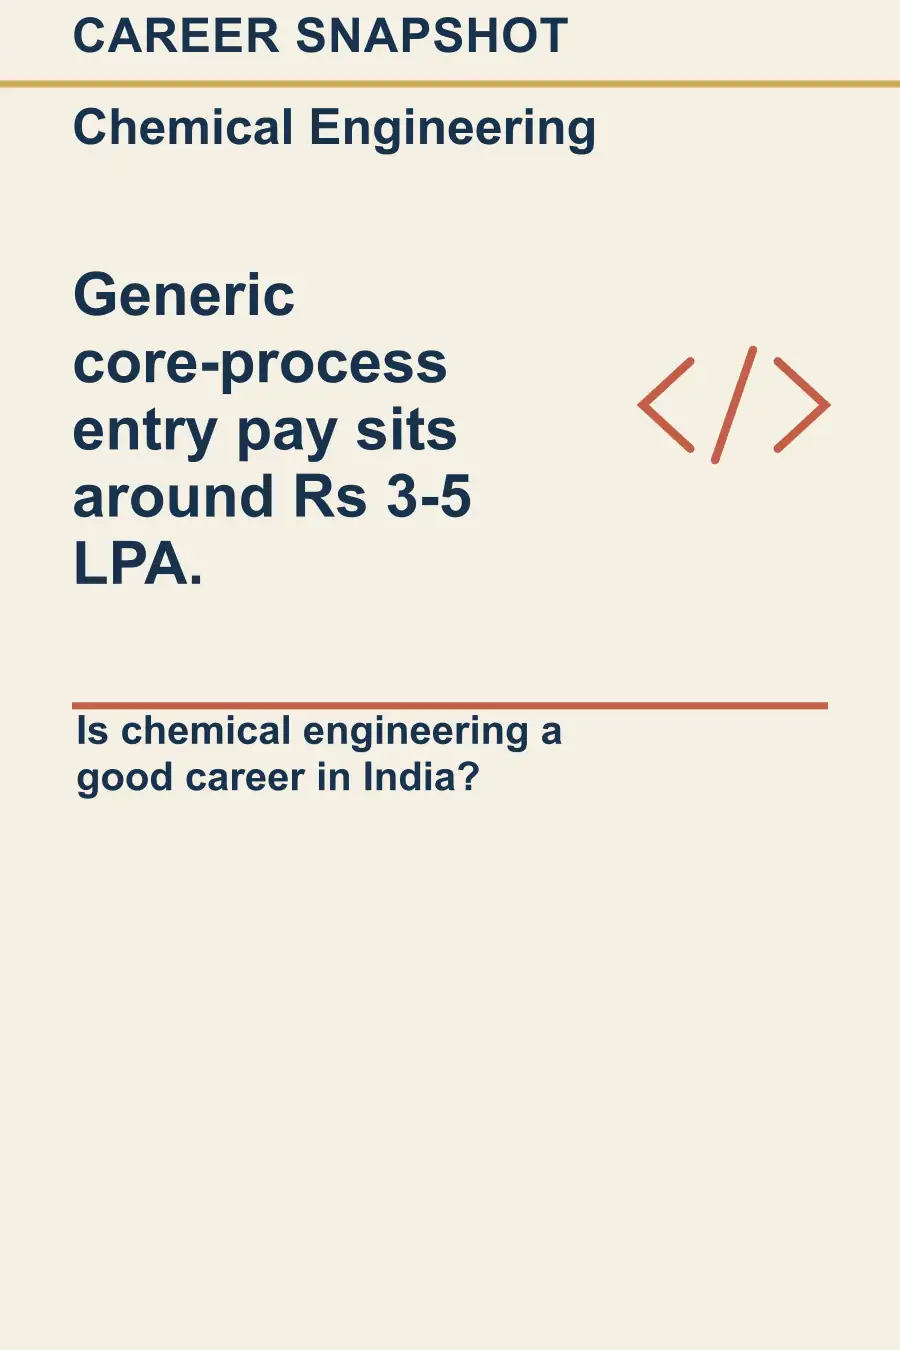 CAREER SNAPSHOT
Chemical Engineering
Generic
core-process
entry pay sits
around Rs 3-5
LPA.
Is chemical engineering a
good career in India?